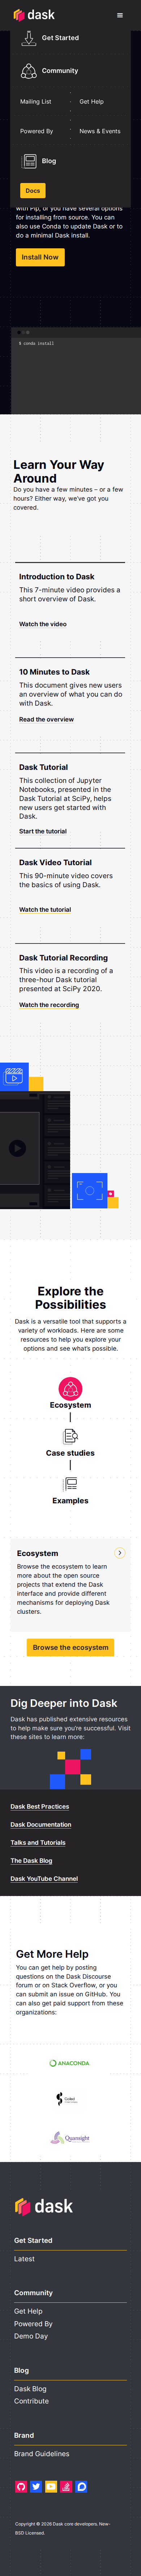 dask
Get Started
Community
Mailing List
Get Help
Powered By
News & Events
Blog
Docs
with Pip, or you have several options
for installing from source. You can
also use Conda to update Dask or to
do a minimal Dask install.
Install Now
$ conda install
Learn Your Way
Around
Do you have a few minutes – or a few
hours? Either way, we've got you
covered.
Introduction to Dask
This 7-minute video provides a
short overview of Dask.
Watch the video
10 Minutes to Dask
This document gives new users
an overview of what you can do
with Dask.
Read the overview
Dask Tutorial
This collection of Jupyter
Notebooks, presented in the
Dask Tutorial at SciPy, helps
new users get started with
Dask.
Start the tutorial
Dask Video Tutorial
This 90-minute video covers
the basics of using Dask.
Watch the tutorial
Dask Tutorial Recording
This video is a recording of a
three-hour Dask tutorial
presented at SciPy 2020.
Watch the recording
Explore the
Possibilities
Dask is a versatile tool that supports a
variety of workloads. Here are some
resources to help you explore your
options and see what's possible.
Ecosystem
Case studies
Examples
Ecosystem
Browse the ecosystem to learn
more about the open source
projects that extend the Dask
interface and provide different
mechanisms for deploying Dask
clusters.
Browse the ecosystem
Dig Deeper into Dask
Dask has published extensive resources
to help make sure you're successful. Visit
these sites to learn more:
Dask Best Practices
Dask Documentation
Talks and Tutorials
The Dask Blog
Dask YouTube Channel
Get More Help
You can get help by posting
questions on the Dask Discourse
forum or on Stack Overflow, or you
can submit an issue on GitHub. You
can also get paid support from these
organizations:
ANACONDA
Coiled
Quansight
dask
Get Started
Latest
Community
Get Help
Powered By
Demo Day
Blog
Dask Blog
Contribute
Brand
Brand Guidelines
Copyright © 2026 Dask core developers. New-
BSD Licensed.